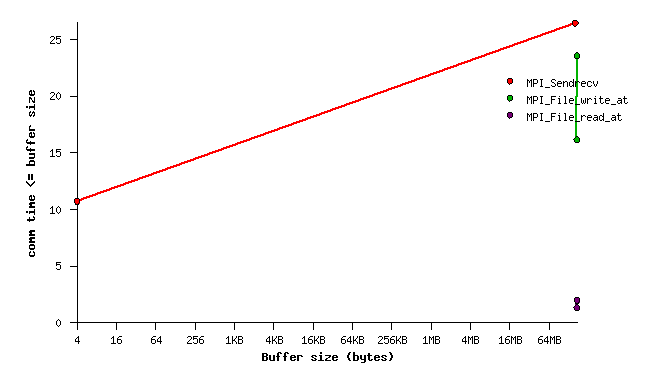 25
20
15
10
5
0
comm time <= buffer size
MPI_Sendrecv
MPI_File_write_at
MPI_File_read_at
4 16 64 256 1KB 4KB 16KB 64KB 256KB 1MB 4MB 16MB 64MB
Buffer size (bytes)